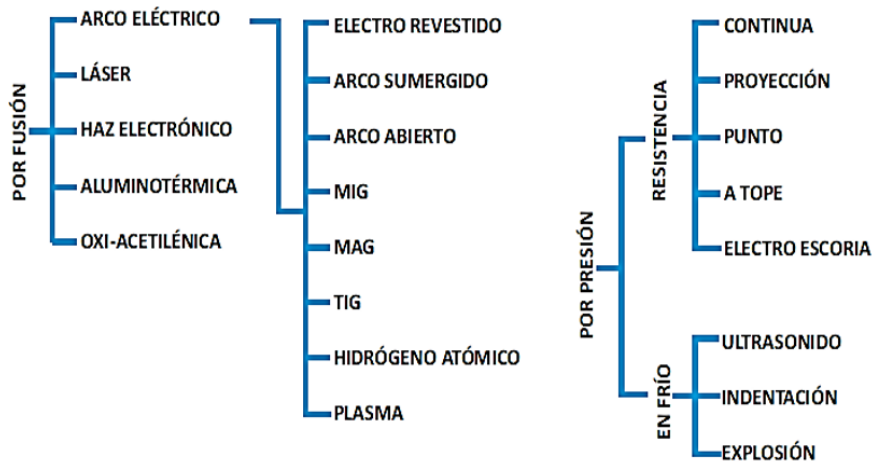 POR FUSIÓN
ARCO ELÉCTRICO
LÁSER
HAZ ELECTRÓNICO
ALUMINOTÉRMICA
OXI-ACETILÉNICA
ELECTRO REVESTIDO
ARCO SUMERGIDO
ARCO ABIERTO
MIG
MAG
TIG
HIDRÓGENO ATÓMICO
PLASMA
POR PRESIÓN
RESISTENCIA
CONTINUA
PROYECCIÓN
PUNTO
A TOPE
ELECTRO ESCORIA
EN FRÍO
ULTRASONIDO
INDENTACIÓN
EXPLOSIÓN